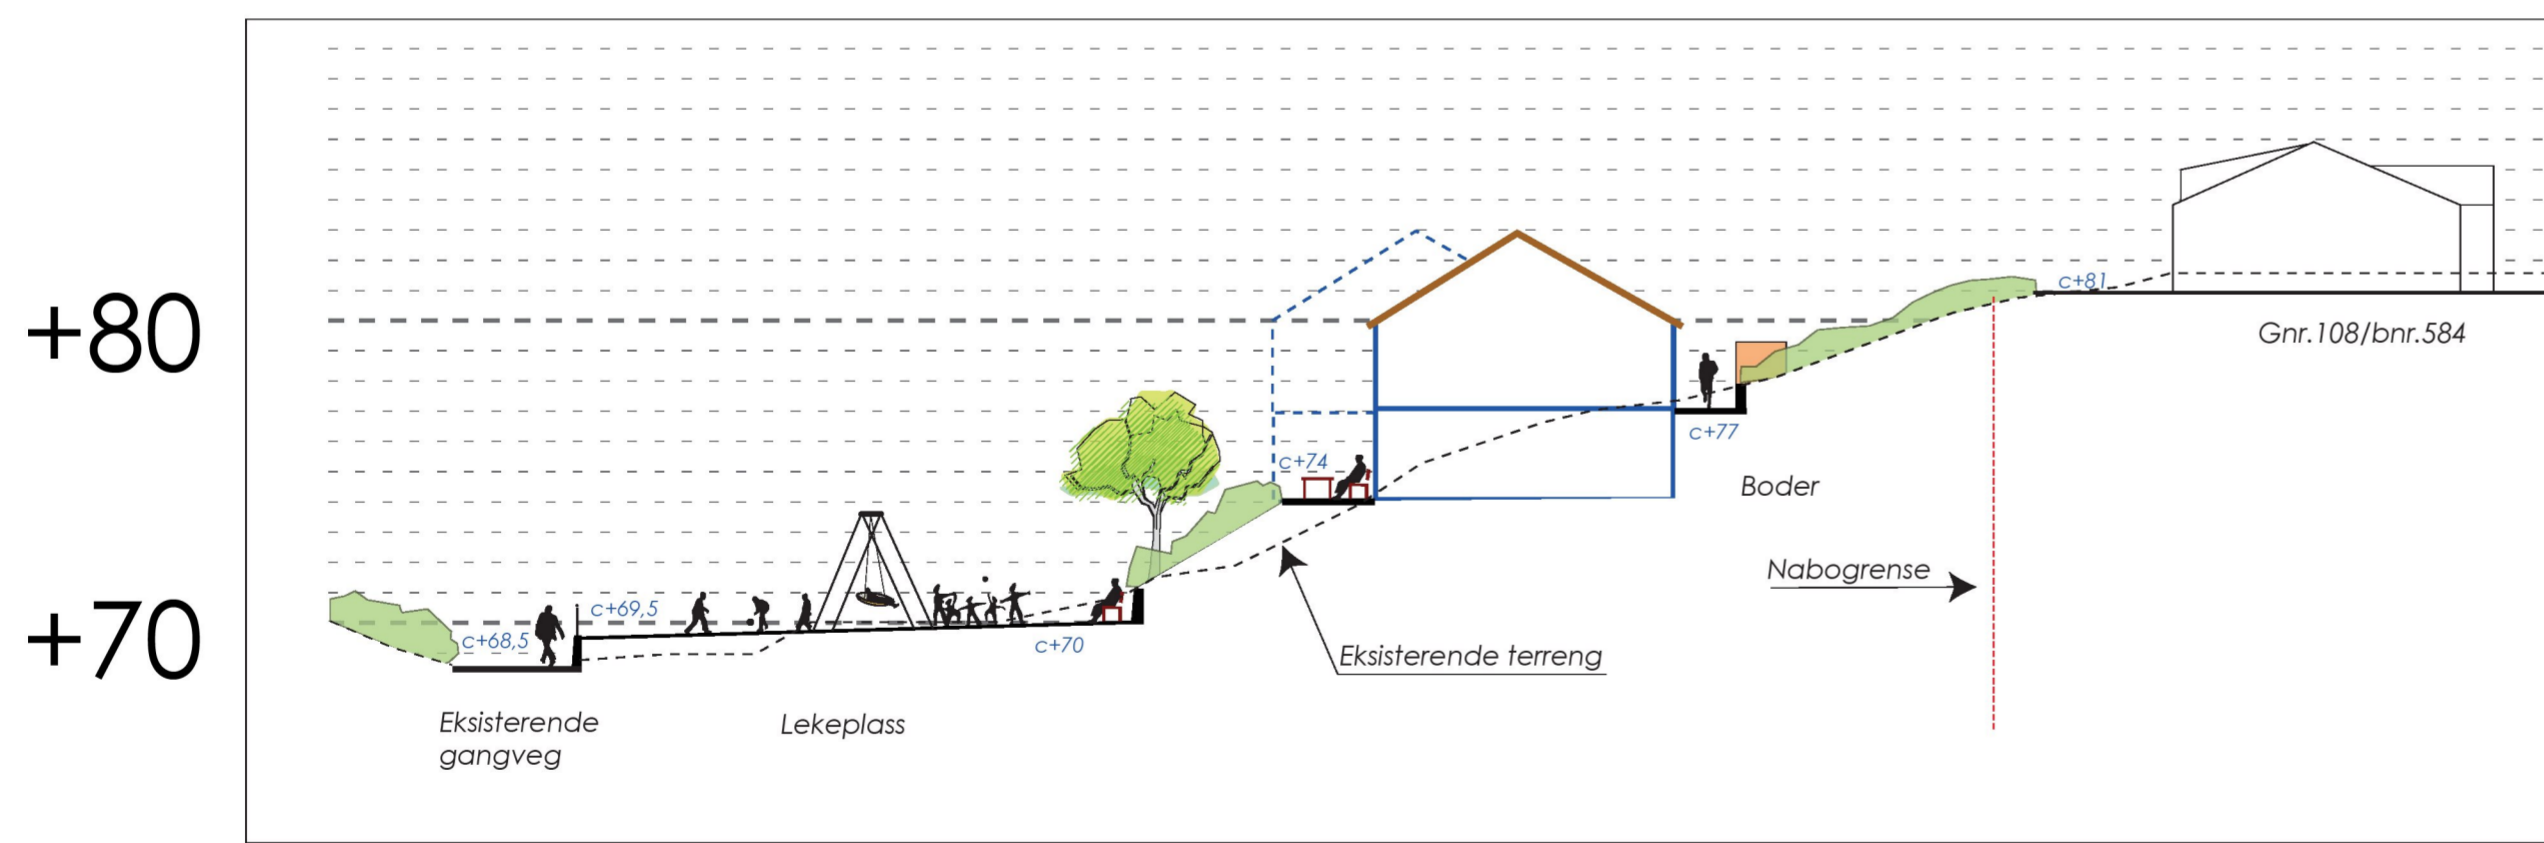 +80
c+81
Gnr.108/bnr.584
c+77
c+74
Boder
Nabogrense
+70
c+69,5
c+68,5
c+70
Eksisterende terreng
Eksisterende
gangveg
Lekeplass